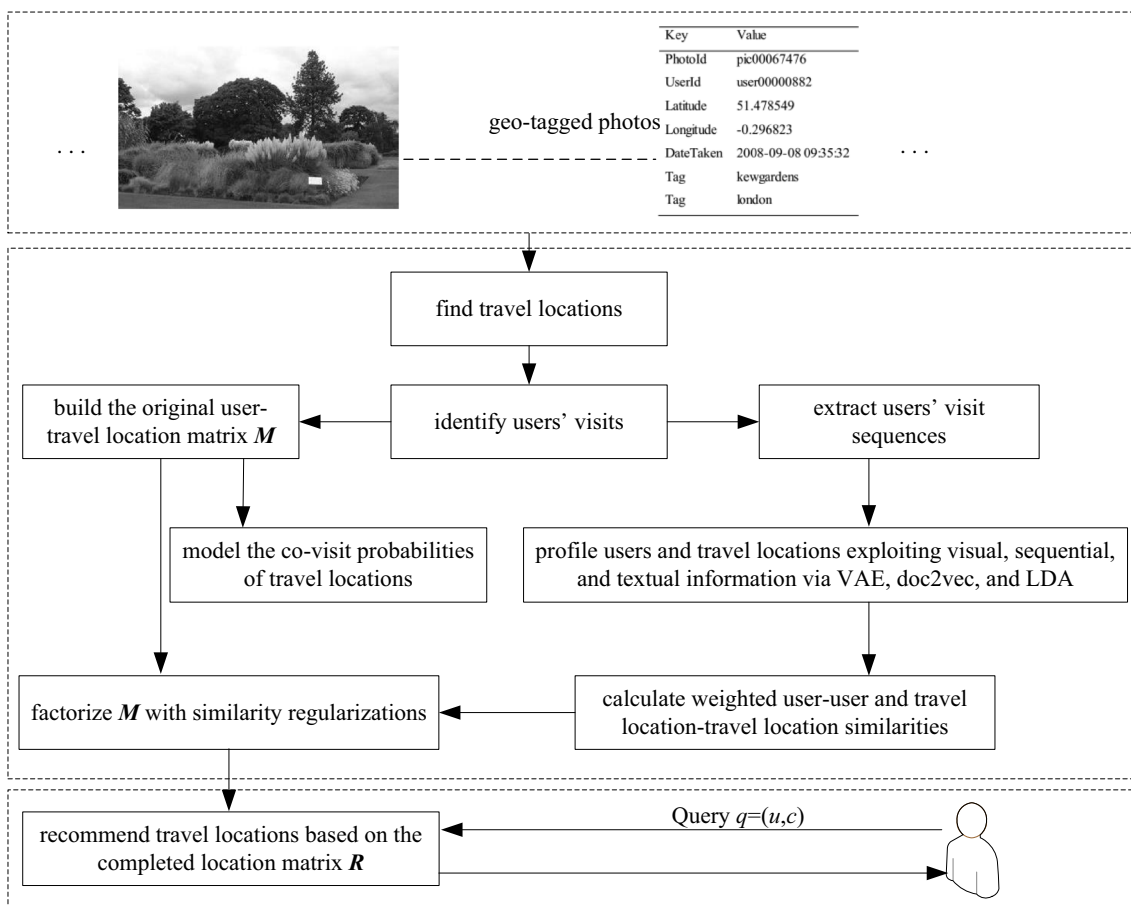 Key Value
PhotoId pic00067476
UserId user00000882
Latitude 51.478549
geo-tagged photos
Longitude -0.296823
. . .
DateTaken 2008-09-08 09:35:32
. . .
Tag kewgardens
Tag london
find travel locations
build the original user-
travel location matrix M
identify users’ visits
extract users’ visit
sequences
model the co-visit probabilities
of travel locations
profile users and travel locations exploiting visual, sequential,
and textual information via VAE, doc2vec, and LDA
factorize M with similarity regularizations
calculate weighted user-user and travel
location-travel location similarities
recommend travel locations based on the
completed location matrix R
Query q=(u,c)